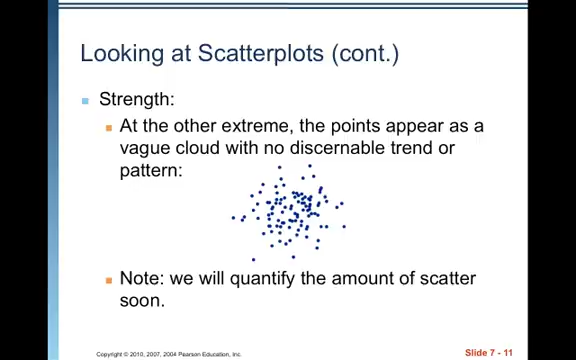 Looking at Scatterplots (cont.)
Strength:
At the other extreme, the points appear as a
vague cloud with no discernable trend or
pattern:
Note: we will quantify the amount of scatter
soon.
Copyright © 2010, 2007, 2004 Pearson Education, Inc.
Slide 7 - 11